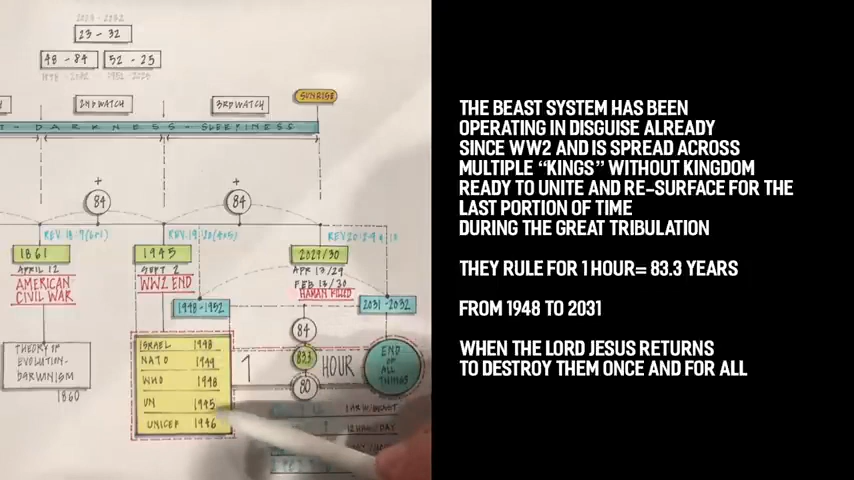 2023 - 2032
23 - 32
48 - 84
52 - 25
1951 - 2025
2ND WATCH
3RD WATCH
SUNRISE
DARKNESS - SLEEPINESS
+
+
84
84
1861
APRIL 12
AMERICAN
CIVIL WAR
1945
SEPT 2
WW2 END
2029/30
APR 13/29
FEB 13/30
1948-1952
2031-2032
THEORY OF
EVOLUTION-
DARWINISM
1860
ISRAEL 1948
NATO 1949
WHO 1948
UN 1945
UNICEF 1946
1
84
83.3
80
HOUR
END
OF
ALL
THINGS
THE BEAST SYSTEM HAS BEEN
OPERATING IN DISGUISE ALREADY
SINCE WW2 AND IS SPREAD ACROSS
MULTIPLE “KINGS” WITHOUT KINGDOM
READY TO UNITE AND RE-SURFACE FOR THE
LAST PORTION OF TIME
DURING THE GREAT TRIBULATION
THEY RULE FOR 1 HOUR= 83.3 YEARS
FROM 1948 TO 2031
WHEN THE LORD JESUS RETURNS
TO DESTROY THEM ONCE AND FOR ALL